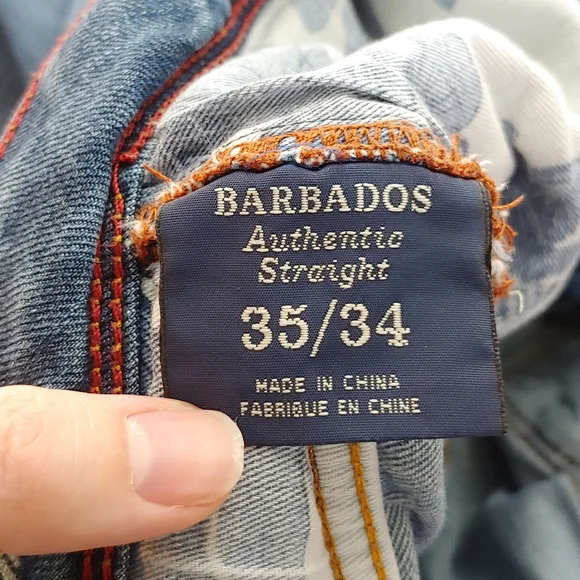 BARBADOS
Authentic
Straight
35/34
MADE IN CHINA
FABRIQUE EN CHINE